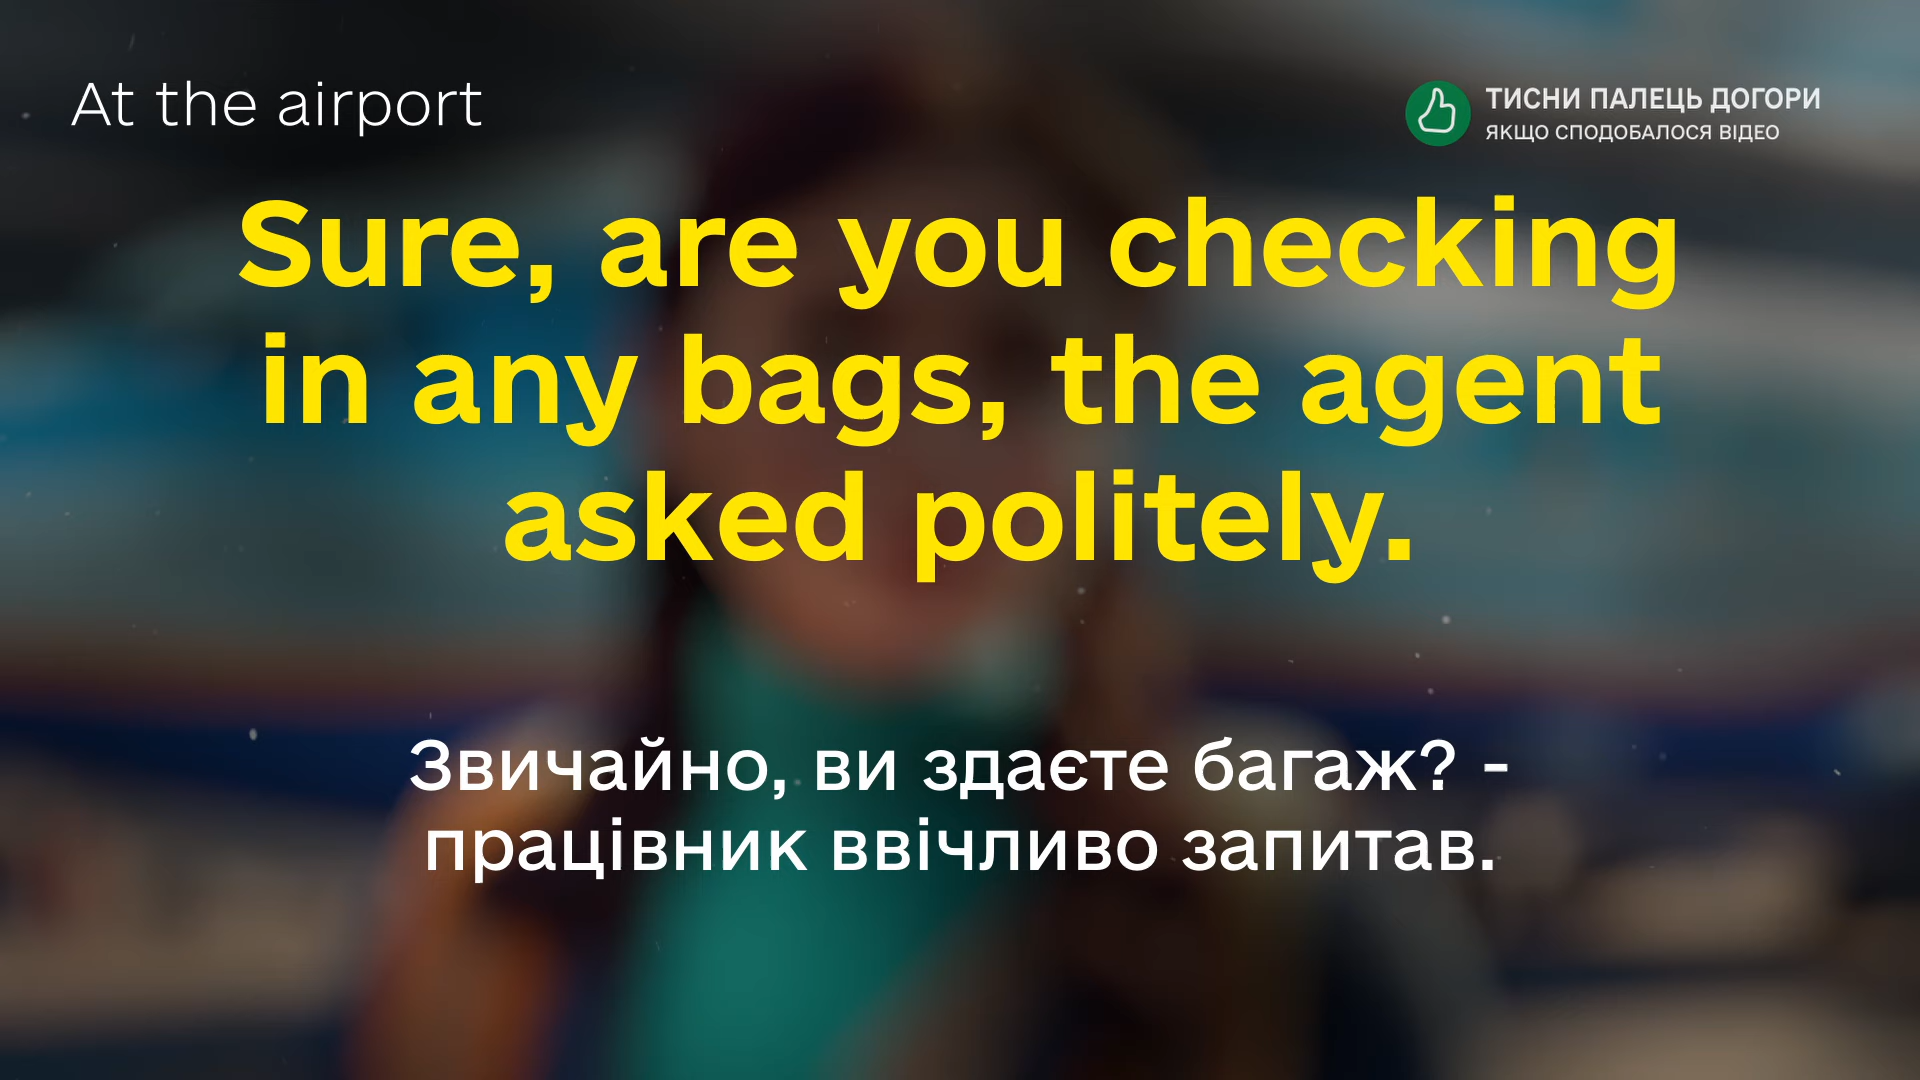 At the airport
ТИСНИ ПАЛЕЦЬ ДОГОРИ
ЯКЩО СПОДОБАЛОСЯ ВІДЕО
Sure, are you checking
in any bags, the agent
asked politely.
Звичайно, ви здаєте багаж? -
працівник ввічливо запитав.